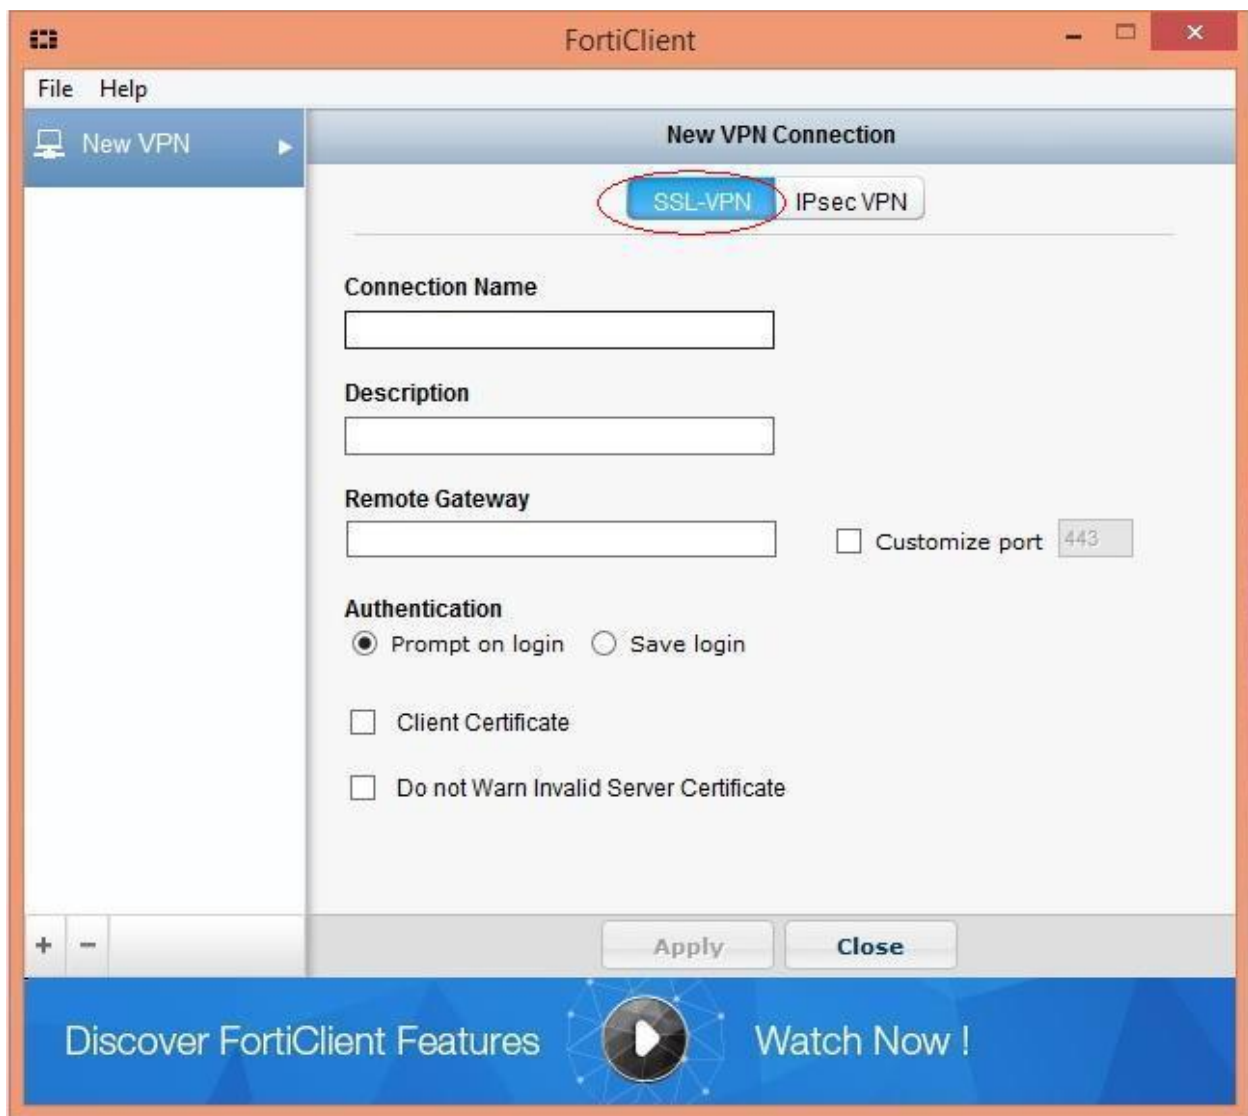 FortiClient
File Help
New VPN
New VPN Connection
SSL-VPN IPsec VPN
Connection Name
Description
Remote Gateway
Customize port 443
Authentication
Prompt on login Save login
Client Certificate
Do not Warn Invalid Server Certificate
+ -
Apply Close
Discover FortiClient Features Watch Now !